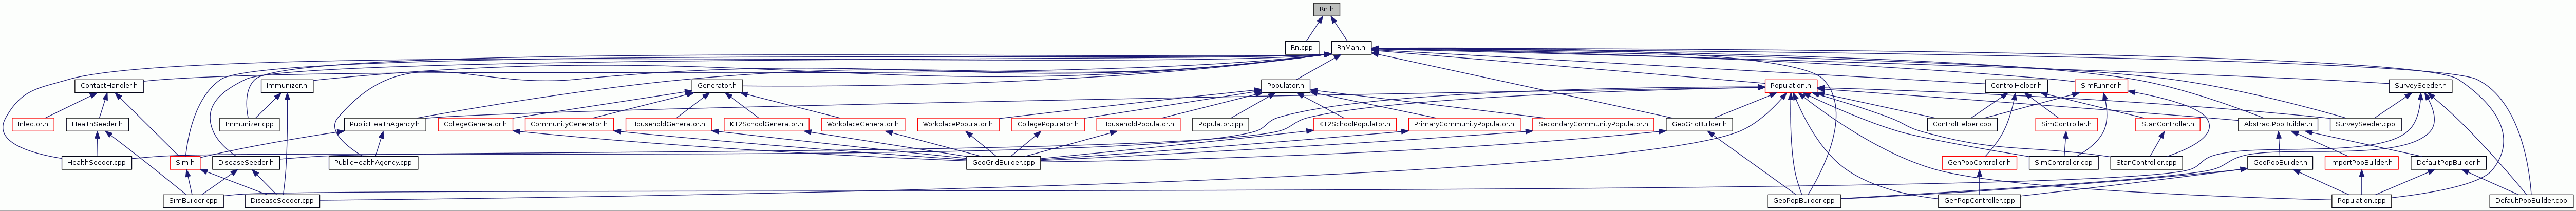 Rn.h
Rn.cpp
RnMan.h
ContactHandler.h
Immunizer.h
Generator.h
Populator.h
Population.h
ControlHelper.h
SimRunner.h
SurveySeeder.h
Infector.h
HealthSeeder.h
Immunizer.cpp
PublicHealthAgency.h
CollegeGenerator.h
CommunityGenerator.h
HouseholdGenerator.h
K12SchoolGenerator.h
WorkplaceGenerator.h
WorkplacePopulator.h
CollegePopulator.h
HouseholdPopulator.h
Populator.cpp
K12SchoolPopulator.h
PrimaryCommunityPopulator.h
SecondaryCommunityPopulator.h
GeoGridBuilder.h
ControlHelper.cpp
SimController.h
StanController.h
AbstractPopBuilder.h
SurveySeeder.cpp
HealthSeeder.cpp
Sim.h
DiseaseSeeder.h
PublicHealthAgency.cpp
GeoGridBuilder.cpp
GenPopController.h
SimController.cpp
StanController.cpp
GeoPopBuilder.h
ImportPopBuilder.h
DefaultPopBuilder.h
SimBuilder.cpp
DiseaseSeeder.cpp
GeoPopBuilder.cpp
GenPopController.cpp
Population.cpp
DefaultPopBuilder.cpp